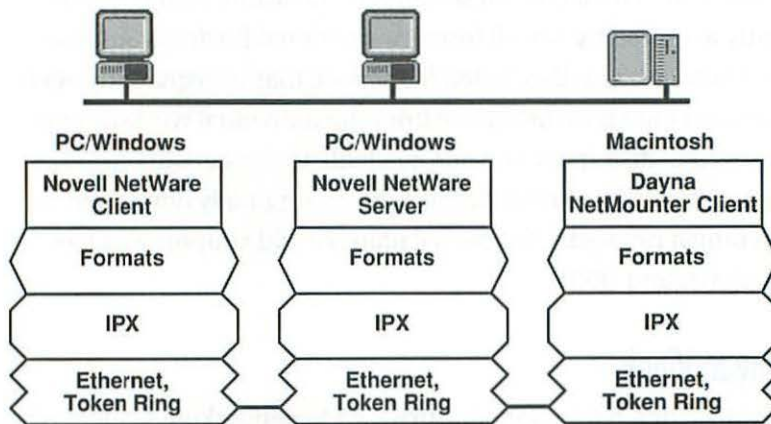 PC/Windows
PC/Windows
Macintosh
Novell NetWare
Client
Novell NetWare
Server
Dayna
NetMounter Client
Formats
Formats
Formats
IPX
IPX
IPX
Ethernet,
Token Ring
Ethernet,
Token Ring
Ethernet,
Token Ring